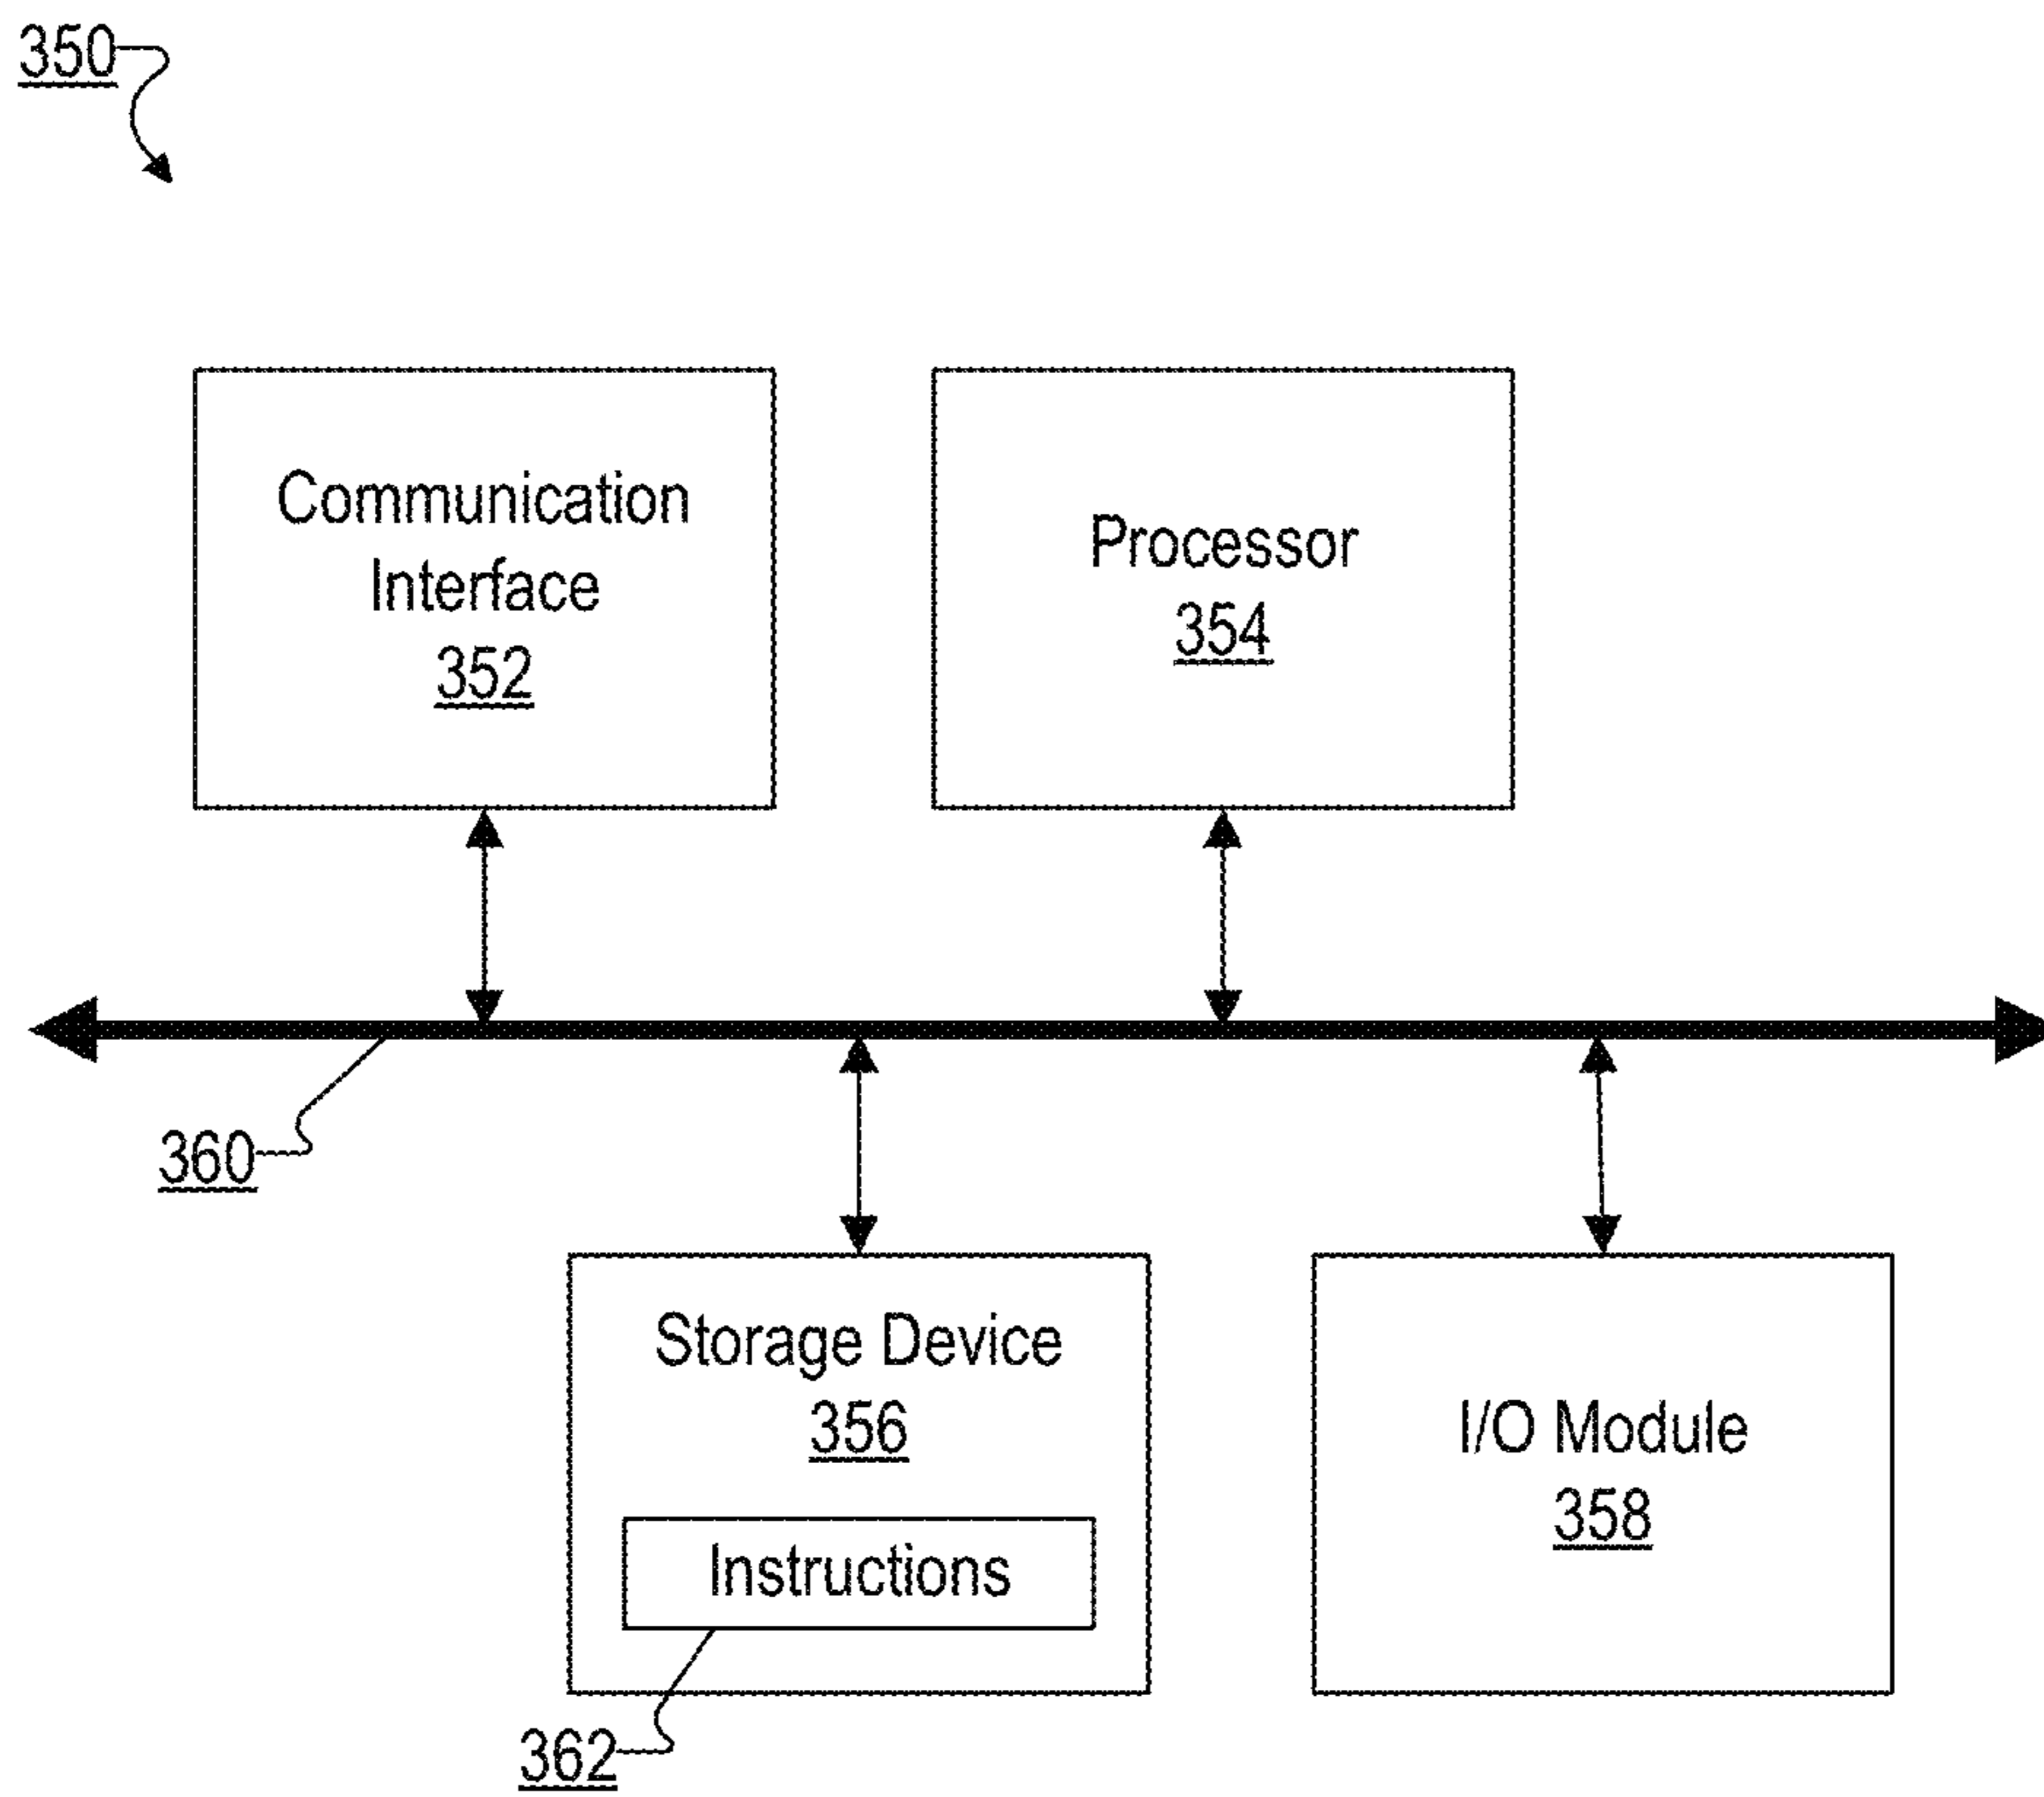 350
Communication
Interface
352
Processor
354
360
Storage Device
356
Instructions
362
I/O Module
358